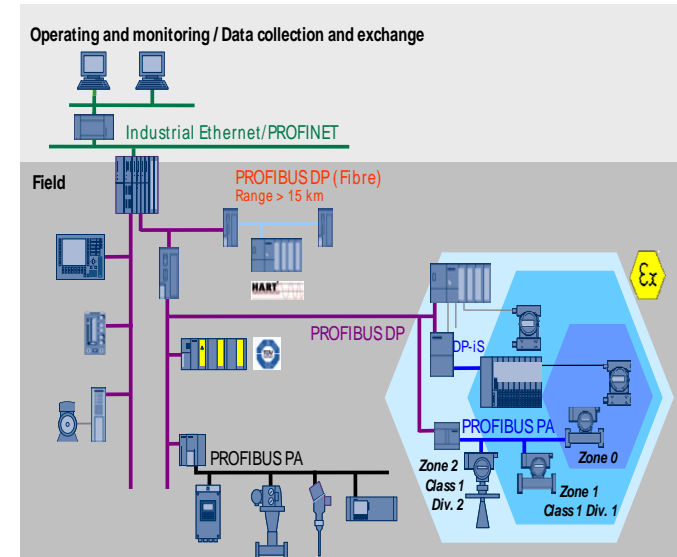 Operating and monitoring / Data collection and exchange
Industrial Ethernet/PROFINET
Field
PROFIBUS DP (Fibre)
Range > 15 km
HART
Ex
PROFIBUS DP
TÜV
DP-iS
PROFIBUS PA
PROFIBUS PA
Zone 2
Class 1
Div. 2
Zone 0
Zone 1
Class 1 Div. 1